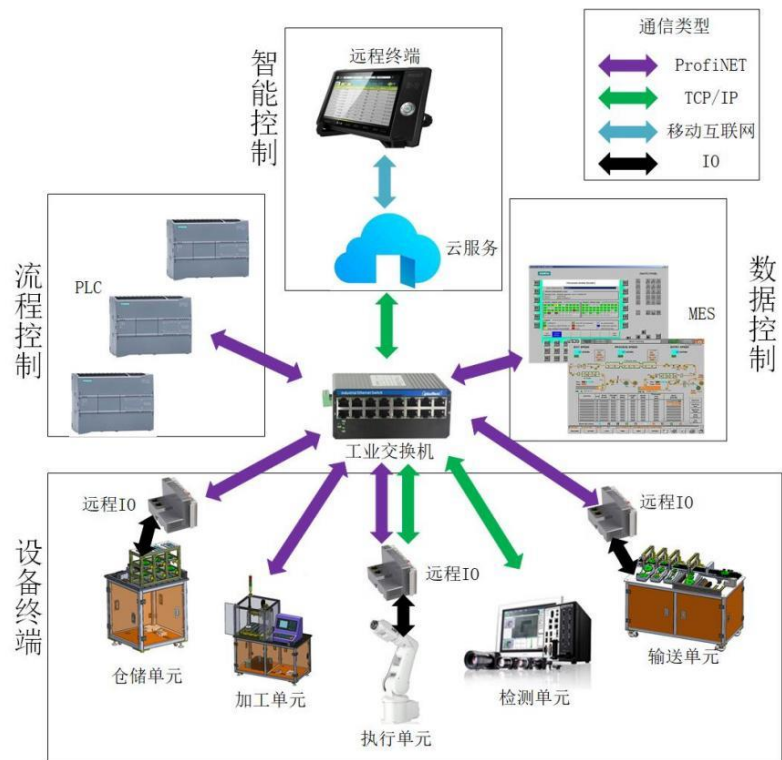 通信类型
ProfiNET
TCP/IP
移动互联网
IO
智能控制
远程终端
云服务
流程控制
PLC
数据控制
MES
工业交换机
设备终端
远程IO
远程IO
远程IO
仓储单元
加工单元
执行单元
检测单元
输送单元